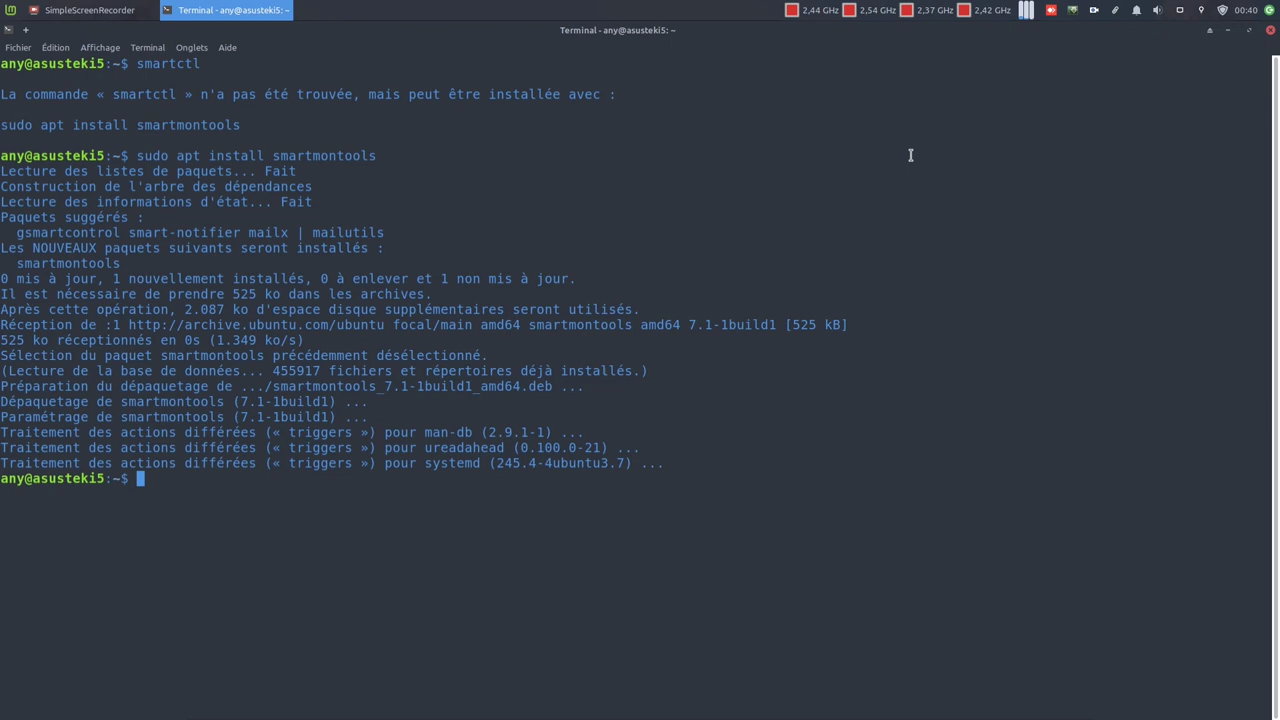 SimpleScreenRecorder
Terminal - any@asusteki5: ~
2,44 GHz
2,54 GHz
2,37 GHz
2,42 GHz
00:40
Terminal - any@asusteki5: ~
Fichier Édition Affichage Terminal Onglets Aide
any@asusteki5:~$ smartctl
La commande « smartctl » n'a pas été trouvée, mais peut être installée avec :
sudo apt install smartmontools
any@asusteki5:~$ sudo apt install smartmontools
Lecture des listes de paquets... Fait
Construction de l'arbre des dépendances
Lecture des informations d'état... Fait
Paquets suggérés :
  gsmartcontrol smart-notifier mailx | mailutils
Les NOUVEAUX paquets suivants seront installés :
  smartmontools
0 mis à jour, 1 nouvellement installés, 0 à enlever et 1 non mis à jour.
Il est nécessaire de prendre 525 ko dans les archives.
Après cette opération, 2.087 ko d'espace disque supplémentaires seront utilisés.
Réception de :1 http://archive.ubuntu.com/ubuntu focal/main amd64 smartmontools amd64 7.1-1build1 [525 kB]
525 ko réceptionnés en 0s (1.349 ko/s)
Sélection du paquet smartmontools précédemment désélectionné.
(Lecture de la base de données... 455917 fichiers et répertoires déjà installés.)
Préparation du dépaquetage de .../smartmontools_7.1-1build1_amd64.deb ...
Dépaquetage de smartmontools (7.1-1build1) ...
Paramétrage de smartmontools (7.1-1build1) ...
Traitement des actions différées (« triggers ») pour man-db (2.9.1-1) ...
Traitement des actions différées (« triggers ») pour ureadahead (0.100.0-21) ...
Traitement des actions différées (« triggers ») pour systemd (245.4-4ubuntu3.7) ...
any@asusteki5:~$